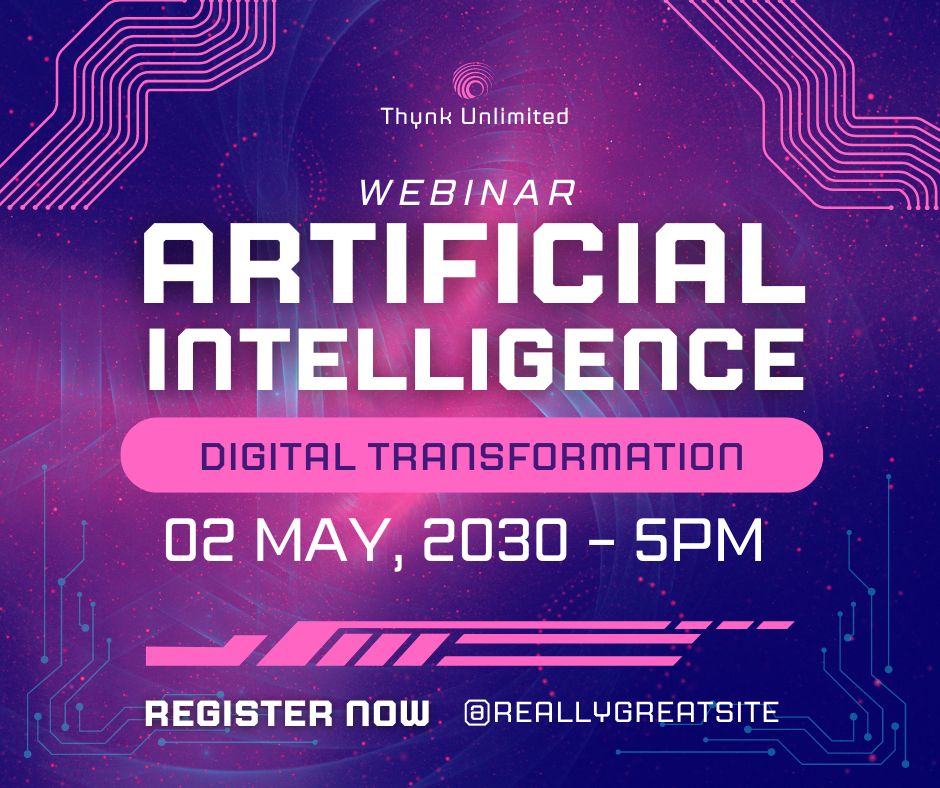 Thynk Unlimited
WEBINAR
ARTIFICIAL
INTELLIGENCE
DIGITAL TRANSFORMATION
02 MAY, 2030 – 5PM
REGISTER NOW @REALLYGREATSITE